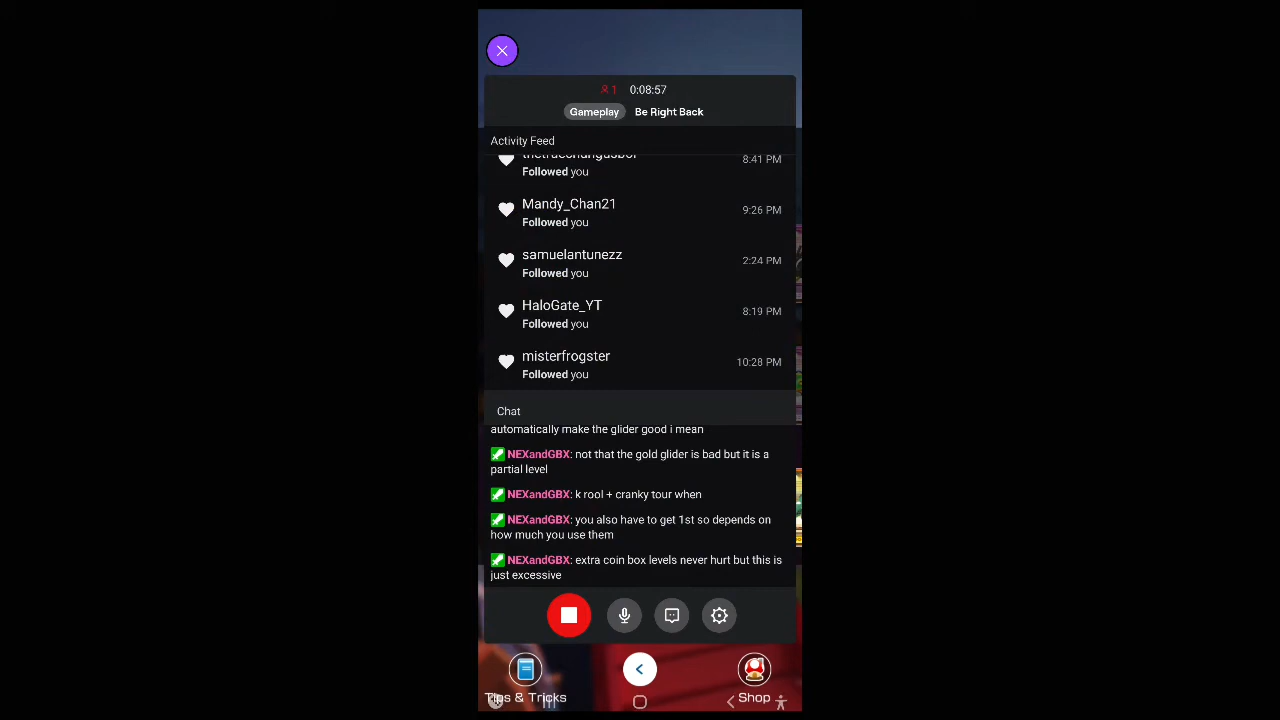 1 0:08:57
Gameplay Be Right Back
Activity Feed
8:41 PM
Followed you
Mandy_Chan21 9:26 PM
Followed you
samuelantunezz 2:24 PM
Followed you
HaloGate_YT 8:19 PM
Followed you
misterfrogster 10:28 PM
Followed you
Chat
automatically make the glider good i mean
NEXandGBX: not that the gold glider is bad but it is a
partial level
NEXandGBX: k rool + cranky tour when
NEXandGBX: you also have to get 1st so depends on
how much you use them
NEXandGBX: extra coin box levels never hurt but this is
just excessive
Tips & Tricks Shop